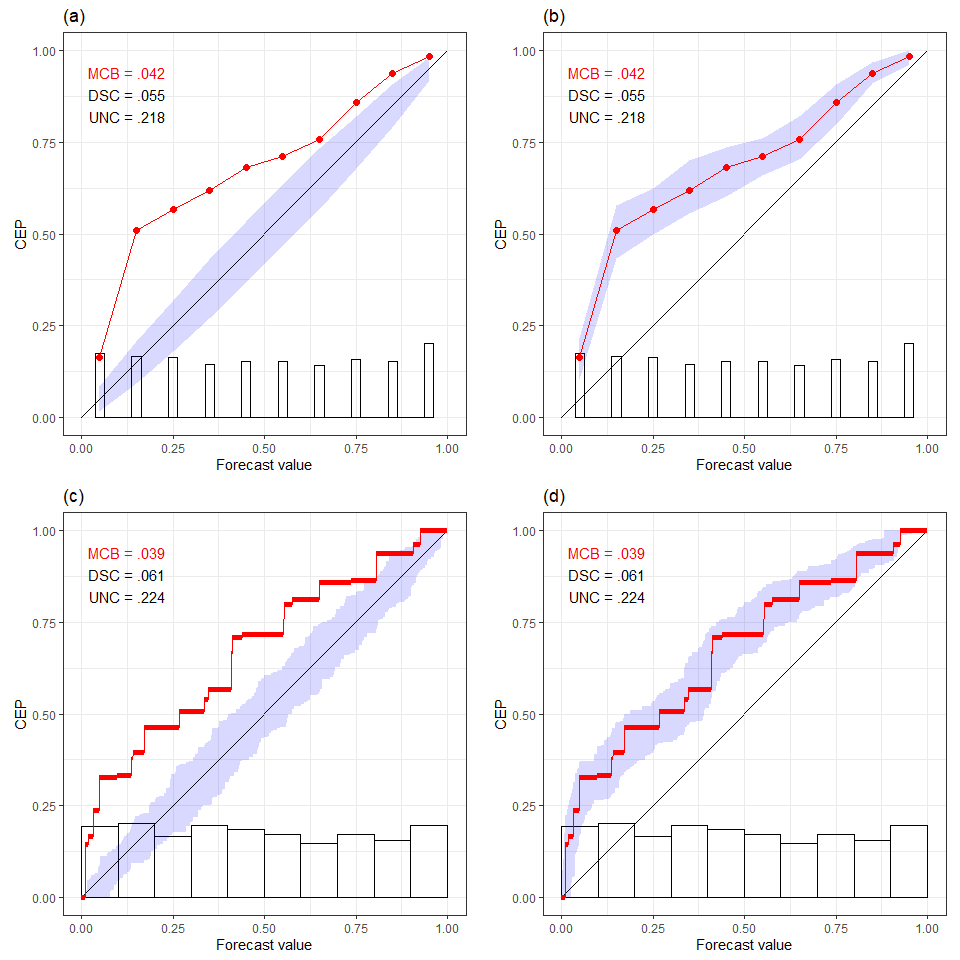 (a)
MCB = .042
DSC = .055
UNC = .218
1.00
0.75
0.50
0.25
0.00
CEP
0.00 0.25 0.50 0.75 1.00
Forecast value
(b)
MCB = .042
DSC = .055
UNC = .218
1.00
0.75
0.50
0.25
0.00
CEP
0.00 0.25 0.50 0.75 1.00
Forecast value
(c)
MCB = .039
DSC = .061
UNC = .224
1.00
0.75
0.50
0.25
0.00
CEP
0.00 0.25 0.50 0.75 1.00
Forecast value
(d)
MCB = .039
DSC = .061
UNC = .224
1.00
0.75
0.50
0.25
0.00
CEP
0.00 0.25 0.50 0.75 1.00
Forecast value